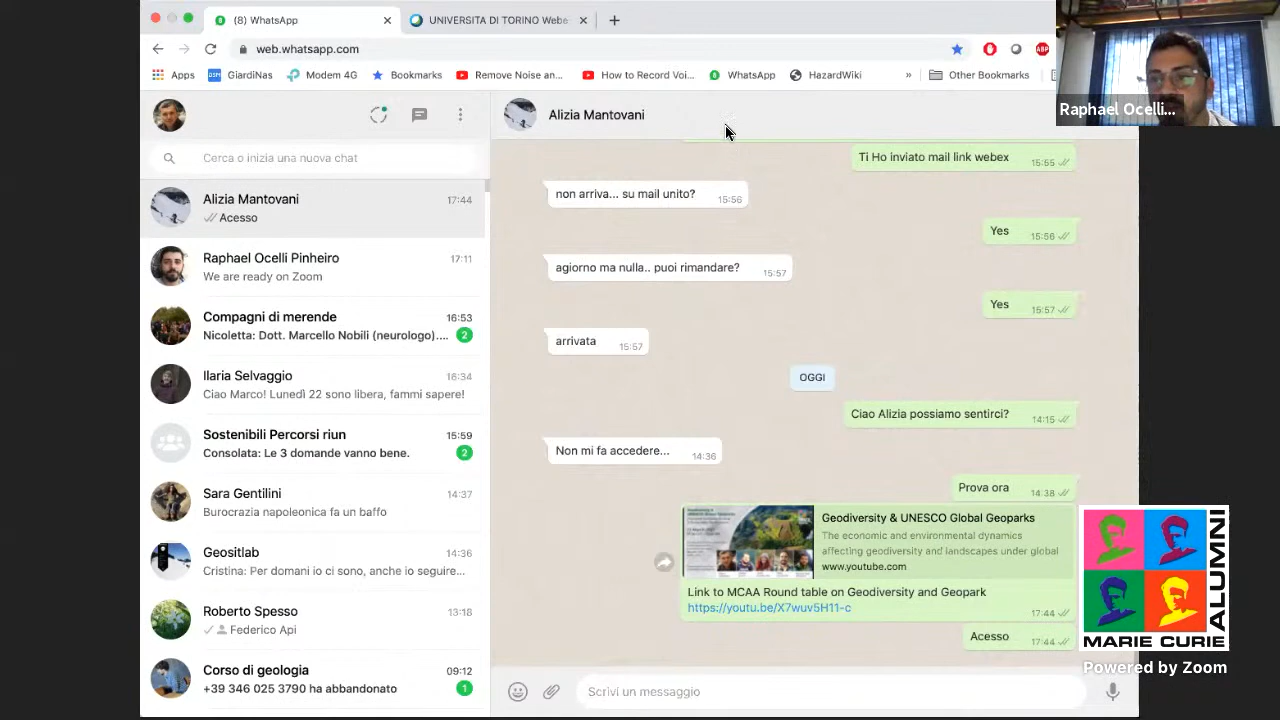 (8) WhatsApp
UNIVERSITA DI TORINO Webe
web.whatsapp.com
ABP
Apps
GiardiNas
Modem 4G
Bookmarks
Remove Noise an...
How to Record Voi...
WhatsApp
HazardWiki
»
Other Bookmarks
Raphael Ocelli...
Cerca o inizia una nuova chat
Alizia Mantovani
17:44
Acesso
Raphael Ocelli Pinheiro
17:11
We are ready on Zoom
Compagni di merende
16:53
Nicoletta: Dott. Marcello Nobili (neurologo)....
2
Ilaria Selvaggio
16:34
Ciao Marco! Lunedì 22 sono libera, fammi sapere!
Sostenibili Percorsi riun
15:59
Consolata: Le 3 domande vanno bene.
2
Sara Gentilini
14:37
Burocrazia napoleonica fa un baffo
Geositlab
14:36
Cristina: Per domani io ci sono, anche io seguire...
Roberto Spesso
13:18
Federico Api
Corso di geologia
09:12
+39 346 025 3790 ha abbandonato
1
Alizia Mantovani
Ti Ho inviato mail link webex
15:55
non arriva... su mail unito?
15:56
Yes
15:56
agiorno ma nulla.. puoi rimandare?
15:57
Yes
15:57
arrivata
15:57
OGGI
Ciao Alizia possiamo sentirci?
14:15
Non mi fa accedere...
14:36
Prova ora
14:38
Geodiversity & UNESCO Global Geoparks
The economic and environmental dynamics
affecting geodiversity and landscapes under global
www.youtube.com
Link to MCAA Round table on Geodiversity and Geopark
https://youtu.be/X7wuv5H11-c
17:44
Acesso
17:44
Scrivi un messaggio
MARIE CURIE
ALUMNI
Powered by Zoom